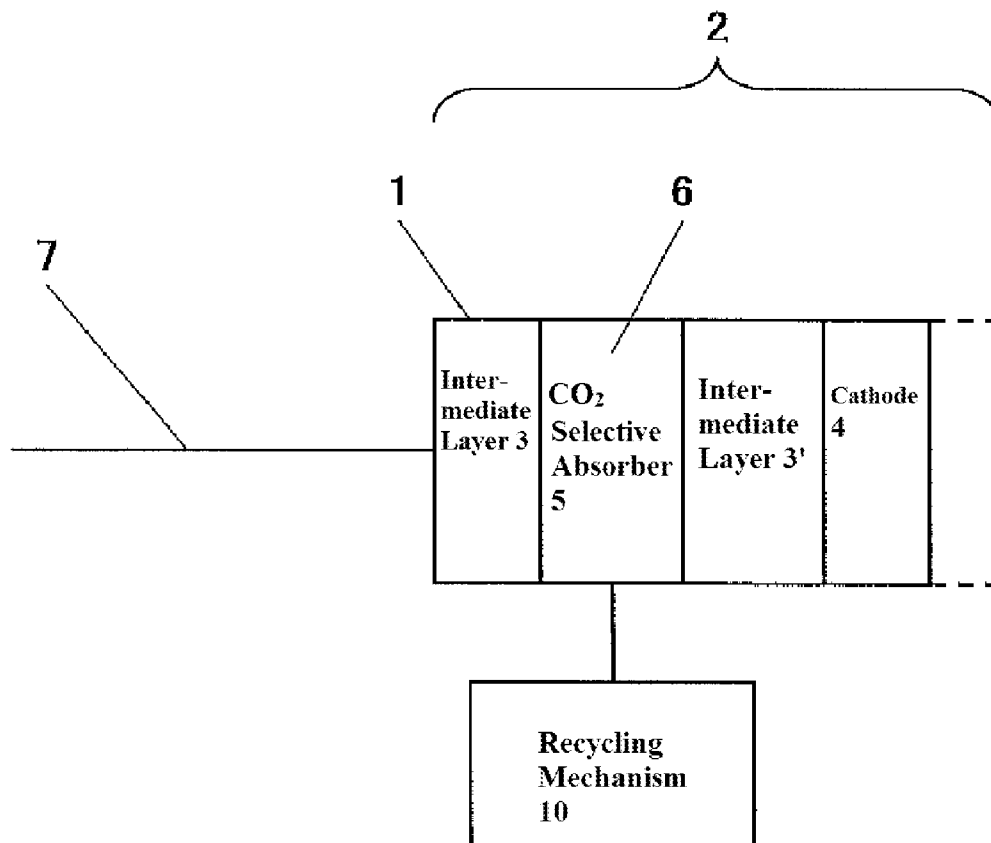 2
1
6
7
Inter-
mediate
Layer 3
CO₂
Selective
Absorber
5
Inter-
mediate
Layer 3'
Cathode
4
Recycling
Mechanism
10